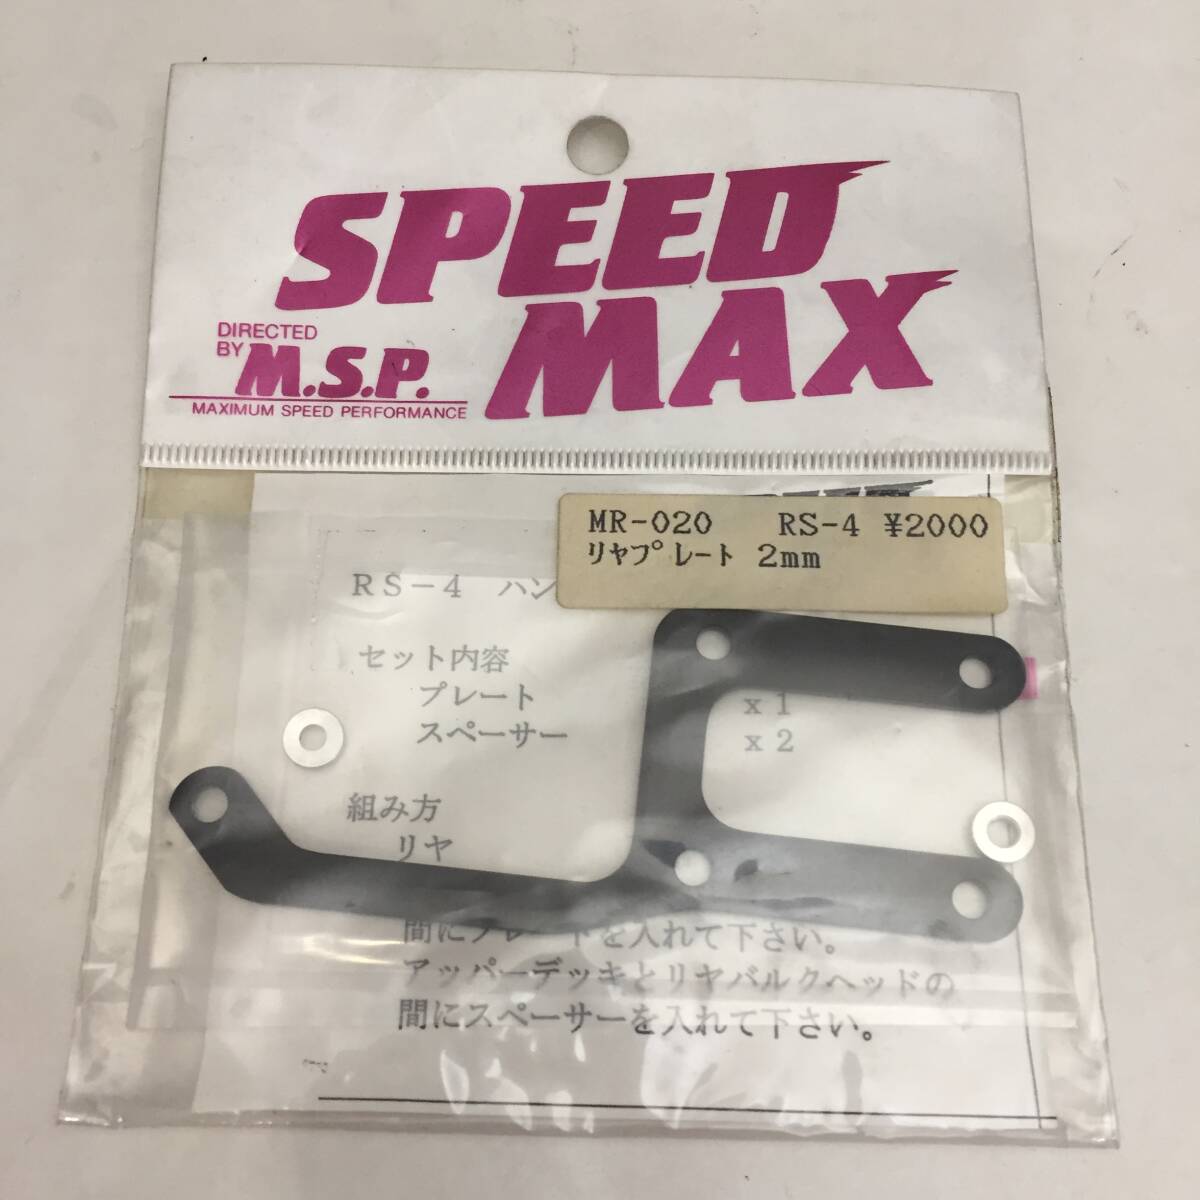 SPEED
MAX
DIRECTED
BY M.S.P.
MAXIMUM SPEED PERFORMANCE
MR-020 RS-4 ¥2000
ﾘﾔﾌﾟﾚｰﾄ 2mm
RS-4 ハン
セット内容
プレート x1
スペーサー x2
組み方
リヤ
間にプレートを入れて下さい。
アッパーデッキとリヤバルクヘッドの
間にスペーサーを入れて下さい。